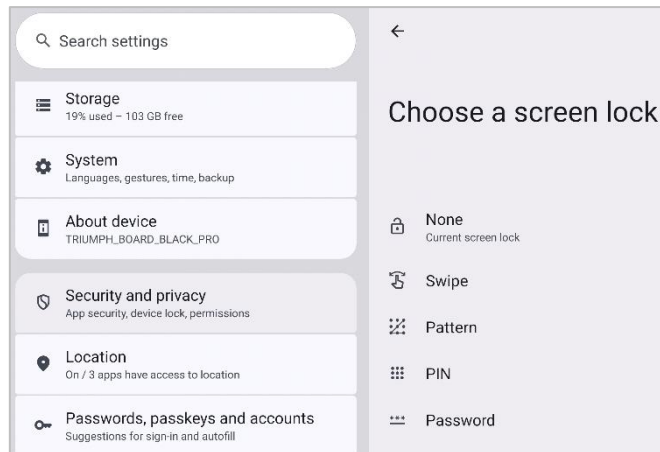 Search settings
Storage
19% used – 103 GB free
System
Languages, gestures, time, backup
About device
TRIUMPH_BOARD_BLACK_PRO
Security and privacy
App security, device lock, permissions
Location
On / 3 apps have access to location
Passwords, passkeys and accounts
Suggestions for sign-in and autofill
Choose a screen lock
None
Current screen lock
Swipe
Pattern
PIN
Password